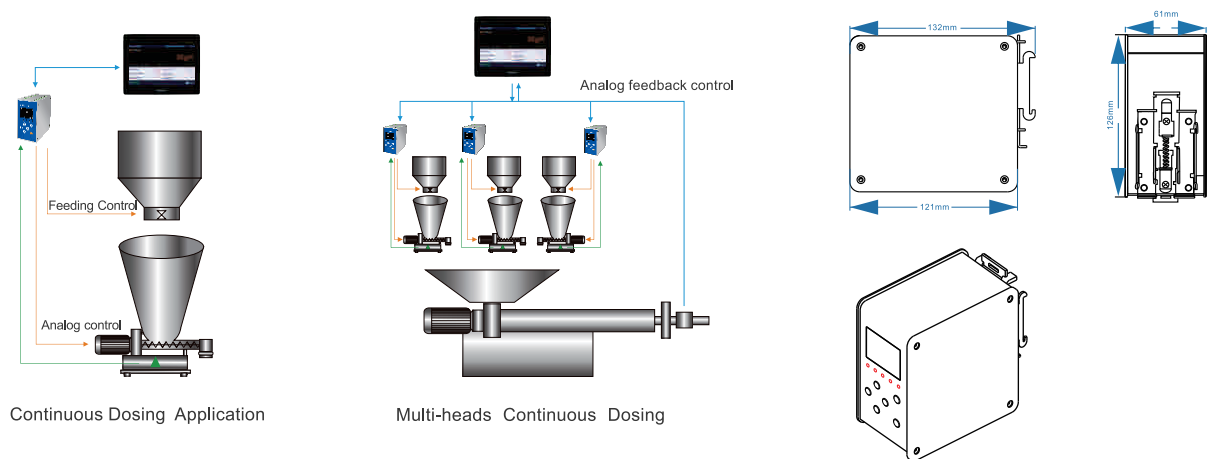 Feeding Control
Analog control
Continuous Dosing Application
Analog feedback control
Multi-heads Continuous Dosing
132mm
121mm
61mm
126mm